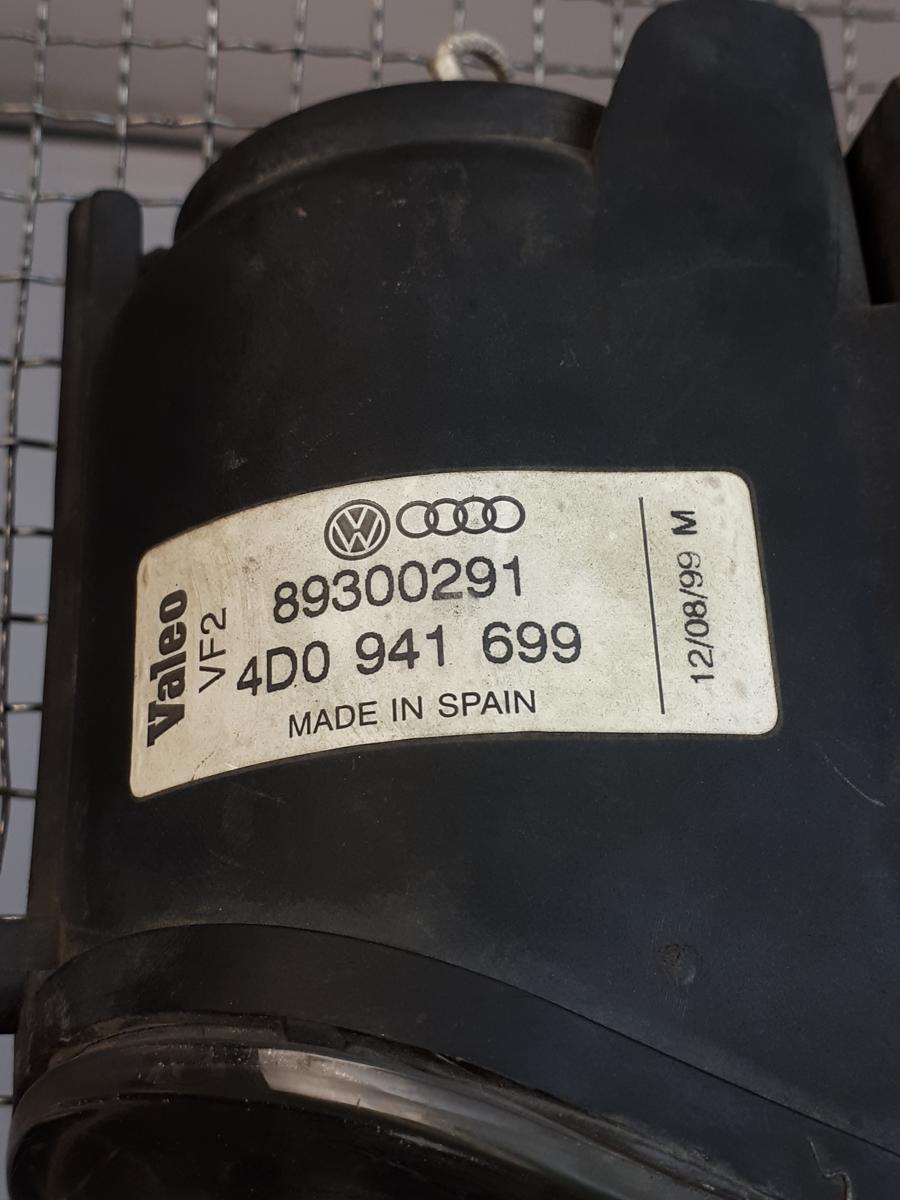 Valeo
VF2
89300291
4D0 941 699
MADE IN SPAIN
12/08/99 M